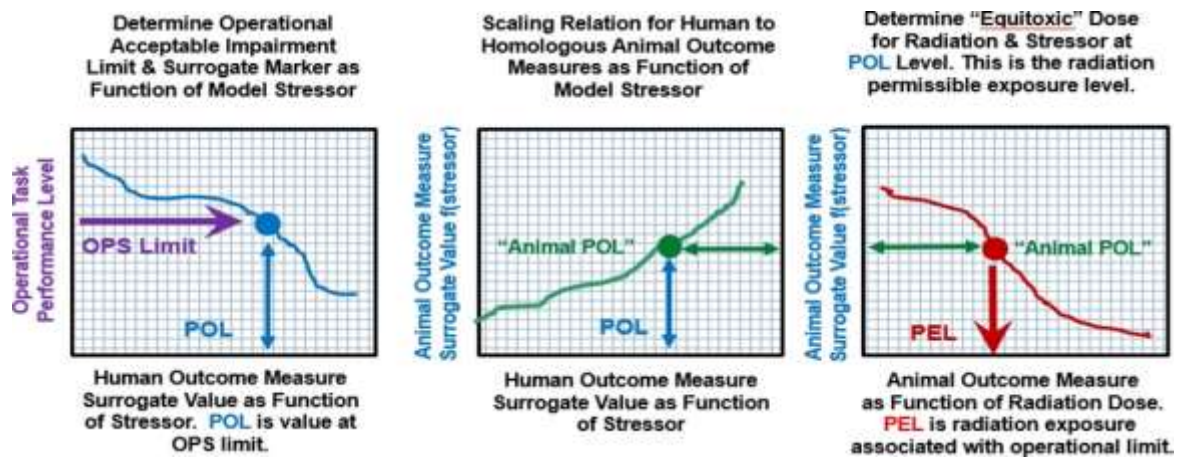 Determine Operational
Acceptable Impairment
Limit & Surrogate Marker as
Function of Model Stressor
Operational Task
Performance Level
OPS Limit
POL
Human Outcome Measure
Surrogate Value as Function
of Stressor. POL is value at
OPS limit.
Scaling Relation for Human to
Homologous Animal Outcome
Measures as Function of
Model Stressor
Animal Outcome Measure
Surrogate Value f(stressor)
"Animal POL"
POL
Human Outcome Measure
Surrogate Value as Function
of Stressor
Determine "Equitoxic" Dose
for Radiation & Stressor at
POL Level. This is the radiation
permissible exposure level.
Animal Outcome Measure
Surrogate Value f(stressor)
"Animal POL"
PEL
Animal Outcome Measure
as Function of Radiation Dose.
PEL is radiation exposure
associated with operational limit.